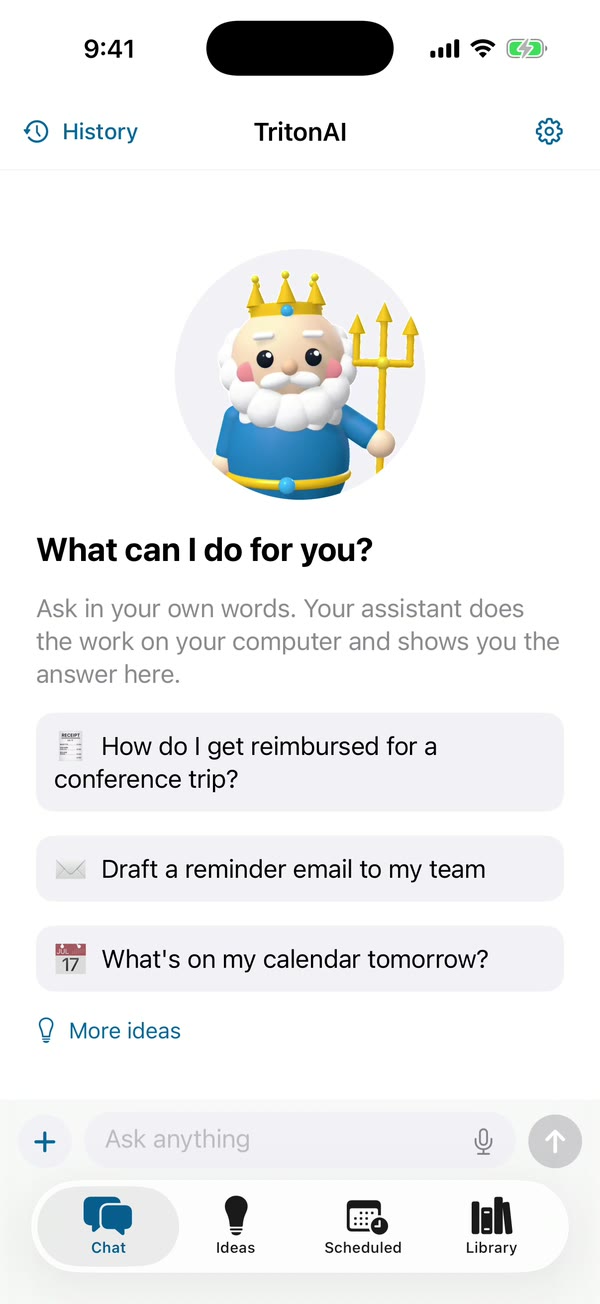 9:41
History
TritonAI
What can I do for you?
Ask in your own words. Your assistant does
the work on your computer and shows you the
answer here.
RECEIPT
How do I get reimbursed for a
conference trip?
Draft a reminder email to my team
JUL
17
What's on my calendar tomorrow?
More ideas
Ask anything
Chat
Ideas
Scheduled
Library